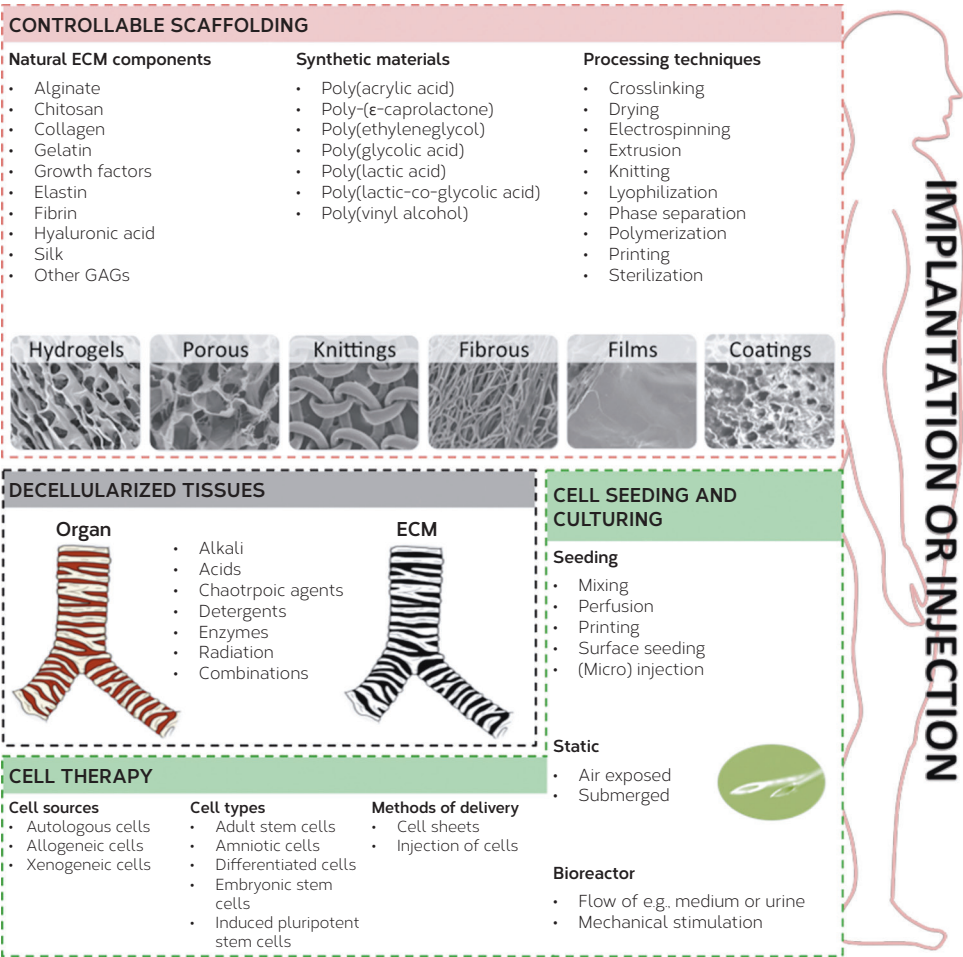 CONTROLLABLE SCAFFOLDING
Natural ECM components
• Alginate
• Chitosan
• Collagen
• Gelatin
• Growth factors
• Elastin
• Fibrin
• Hyaluronic acid
• Silk
• Other GAGs
Synthetic materials
• Poly(acrylic acid)
• Poly-(ε-caprolactone)
• Poly(ethyleneglycol)
• Poly(glycolic acid)
• Poly(lactic acid)
• Poly(lactic-co-glycolic acid)
• Poly(vinyl alcohol)
Processing techniques
• Crosslinking
• Drying
• Electrospinning
• Extrusion
• Knitting
• Lyophilization
• Phase separation
• Polymerization
• Printing
• Sterilization
Hydrogels
Porous
Knittings
Fibrous
Films
Coatings
DECELLULARIZED TISSUES
Organ
• Alkali
• Acids
• Chaotrpoic agents
• Detergents
• Enzymes
• Radiation
• Combinations
ECM
CELL SEEDING AND
CULTURING
Seeding
• Mixing
• Perfusion
• Printing
• Surface seeding
• (Micro) injection
Static
• Air exposed
• Submerged
Bioreactor
• Flow of e.g., medium or urine
• Mechanical stimulation
CELL THERAPY
Cell sources
• Autologous cells
• Allogeneic cells
• Xenogeneic cells
Cell types
• Adult stem cells
• Amniotic cells
• Differentiated cells
• Embryonic stem
cells
• Induced pluripotent
stem cells
Methods of delivery
• Cell sheets
• Injection of cells
IMPLANTATION OR INJECTION